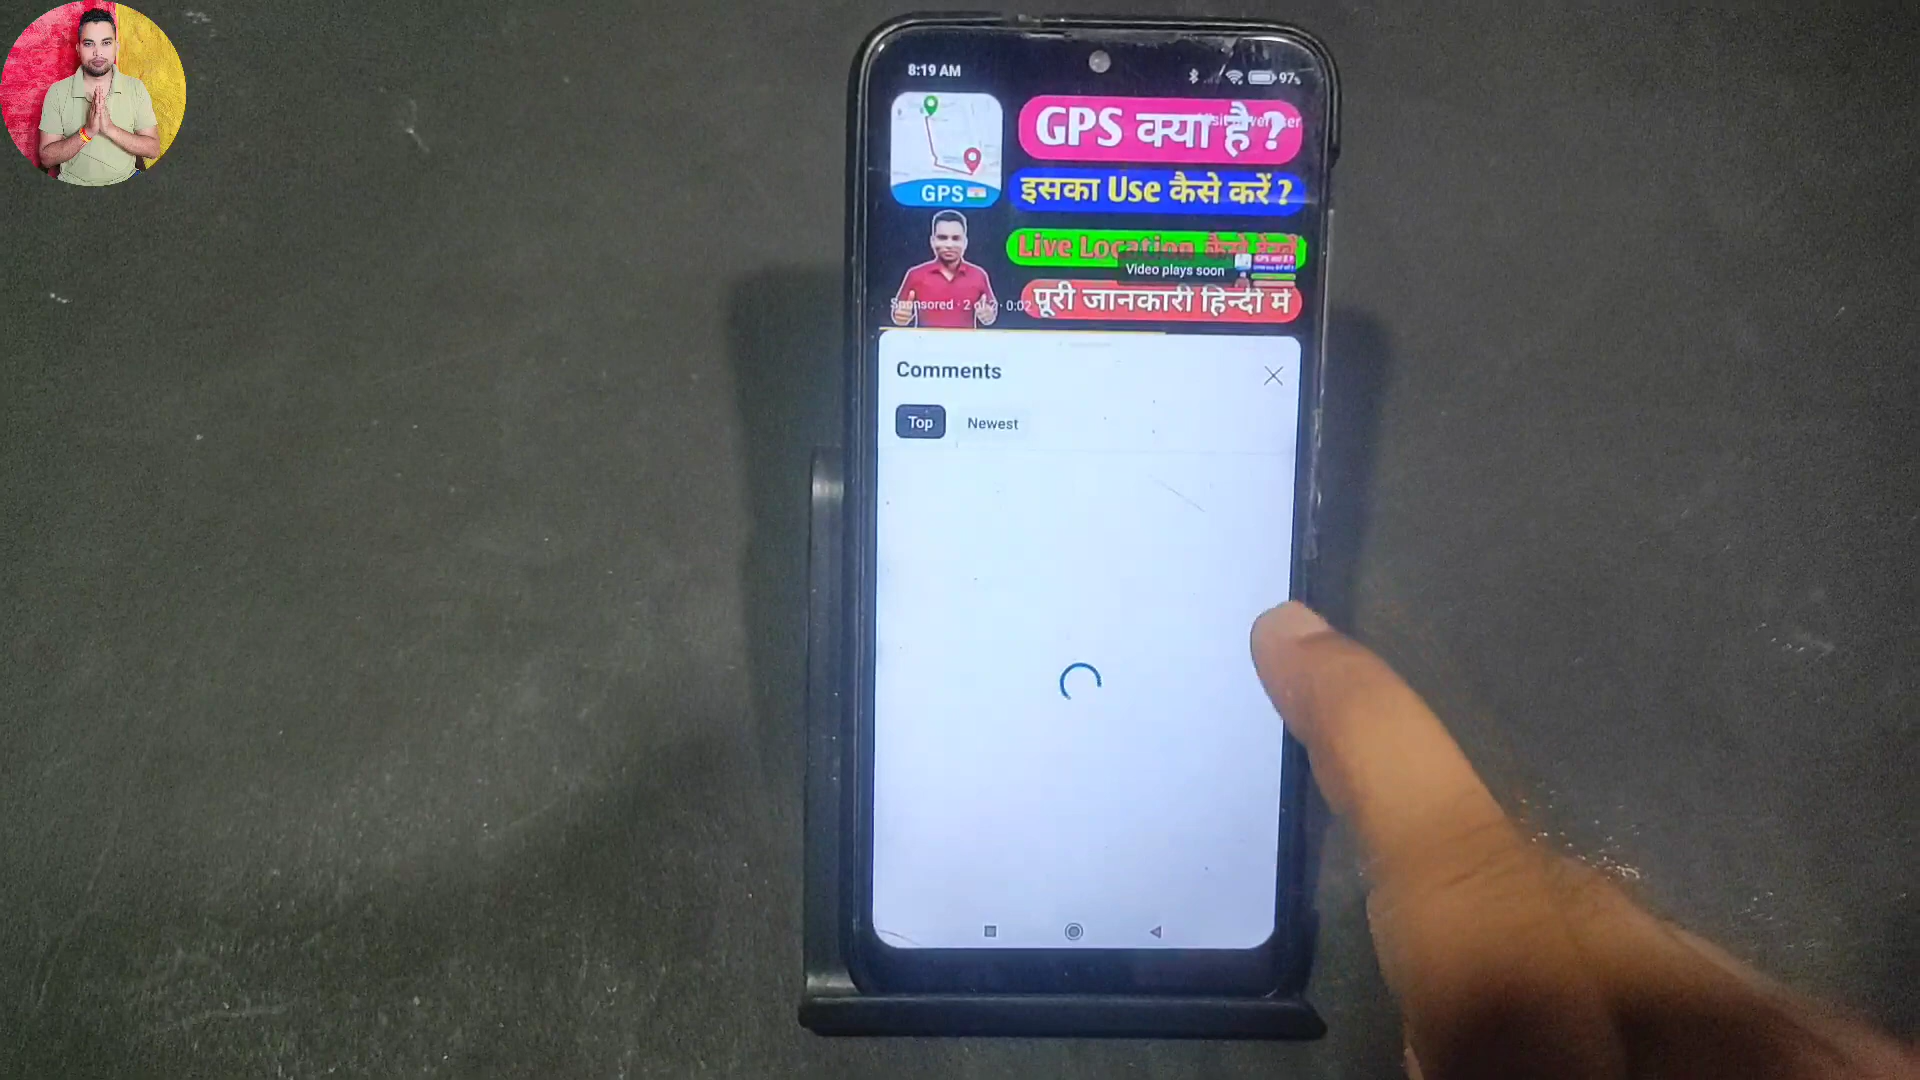 8:19 AM
97%
GPS क्या है ?
GPS
इसका Use कैसे करें ?
Live Location कैसे देखें
Video plays soon
Sponsored · 2 of 2 · 0:02
पूरी जानकारी हिन्दी में
Comments
Top
Newest